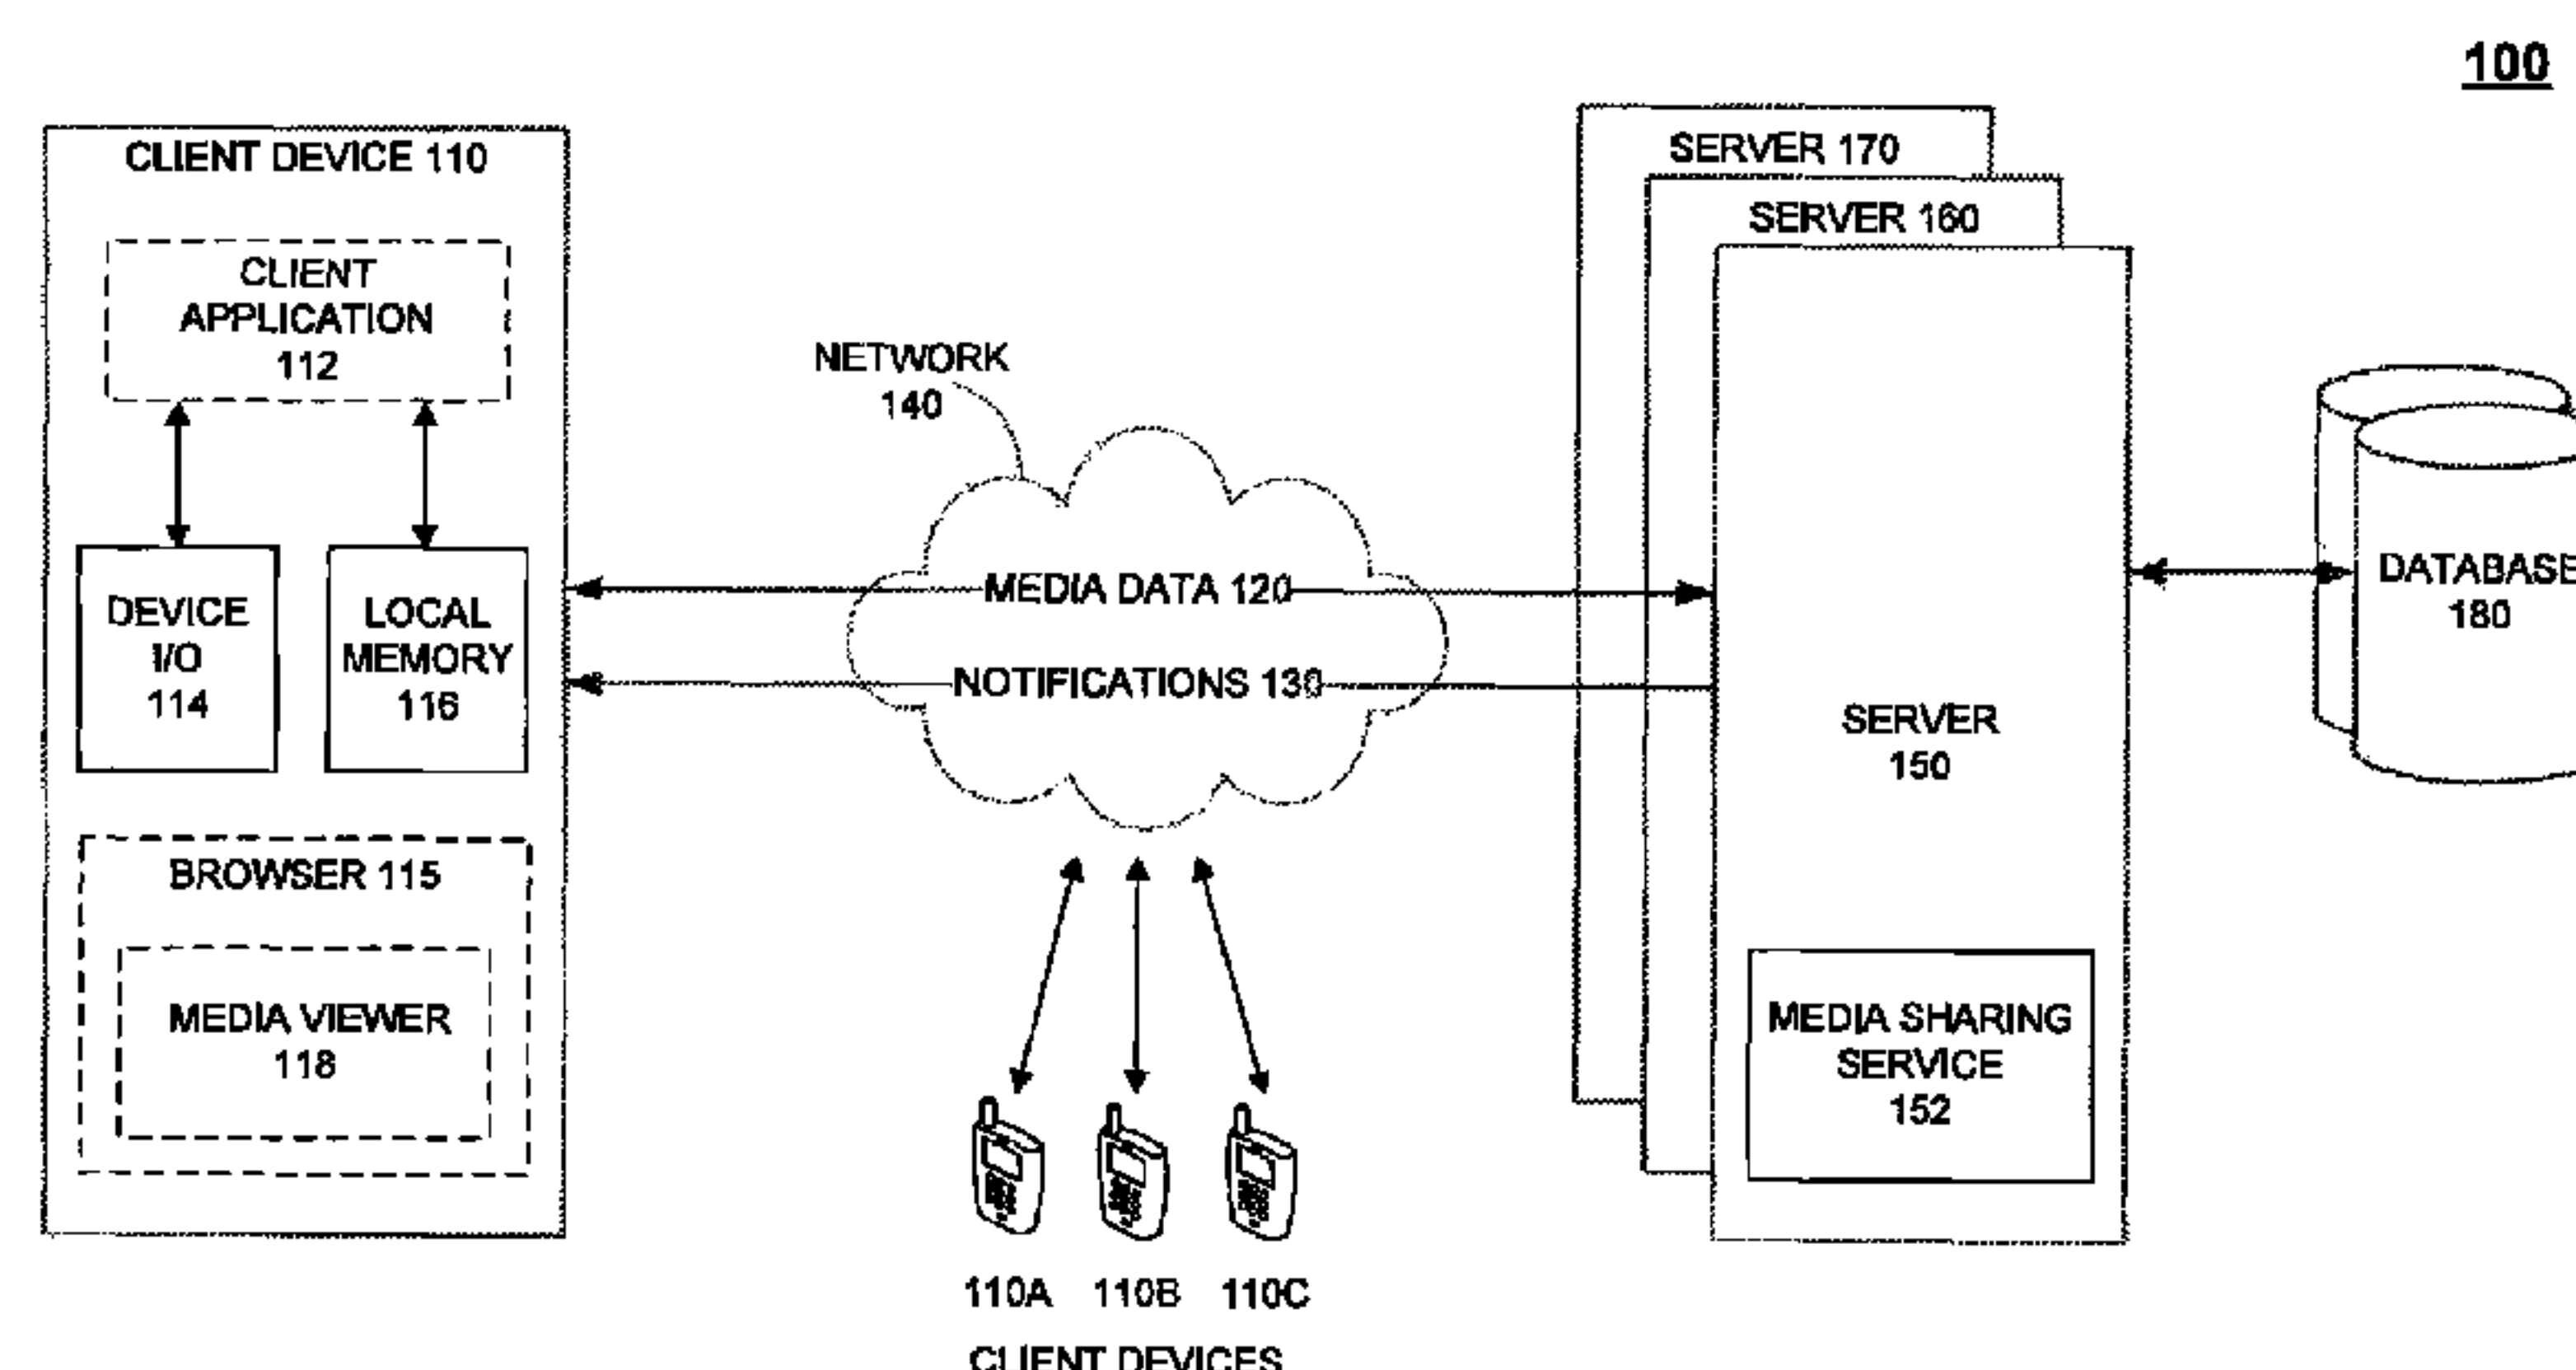 100
CLIENT DEVICE 110
CLIENT
APPLICATION
112
DEVICE
I/O
114
LOCAL
MEMORY
116
BROWSER 115
MEDIA VIEWER
118
NETWORK
140
MEDIA DATA 120
NOTIFICATIONS 130
110A 110B 110C
CLIENT DEVICES
SERVER 170
SERVER 160
SERVER
150
MEDIA SHARING
SERVICE
152
DATABASE
180